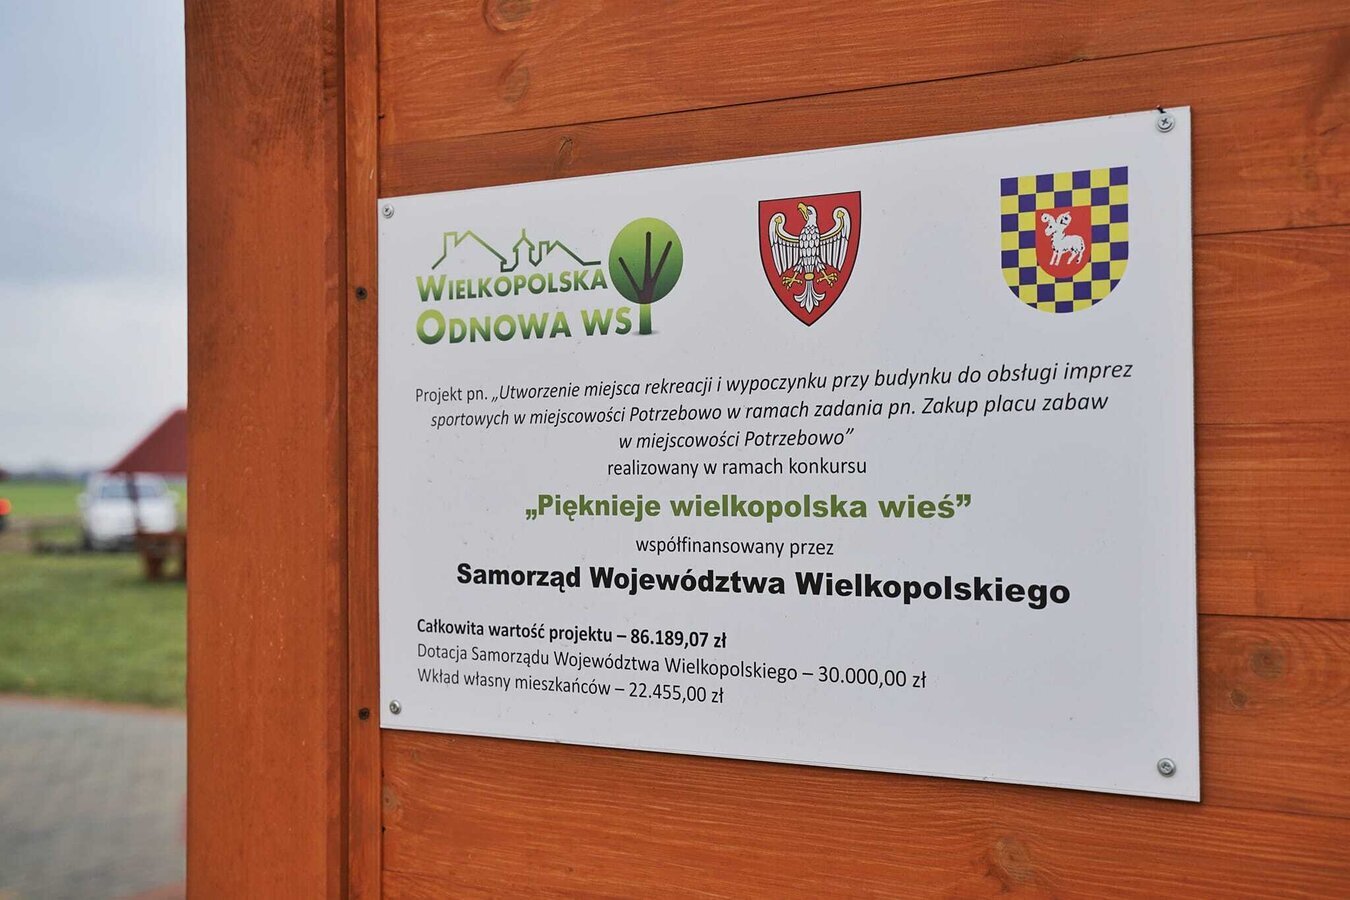 WIELKOPOLSKA
ODNOWA WSI
Projekt pn. „Utworzenie miejsca rekreacji i wypoczynku przy budynku do obsługi imprez
sportowych w miejscowości Potrzebowo w ramach zadania pn. Zakup placu zabaw
w miejscowości Potrzebowo”
realizowany w ramach konkursu
„Pięknieje wielkopolska wieś”
współfinansowany przez
Samorząd Województwa Wielkopolskiego
Całkowita wartość projektu – 86.189,07 zł
Dotacja Samorządu Województwa Wielkopolskiego – 30.000,00 zł
Wkład własny mieszkańców – 22.455,00 zł